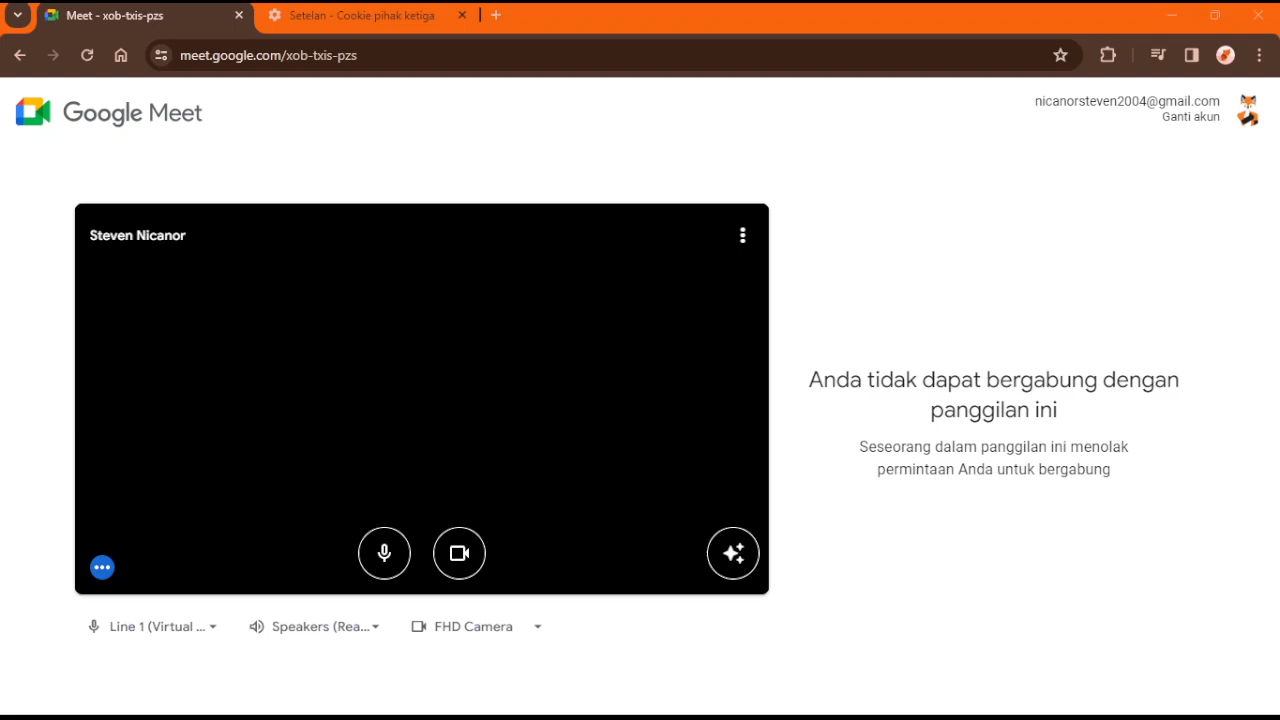 Meet - xob-txis-pzs
Setelan - Cookie pihak ketiga
meet.google.com/xob-txis-pzs
Google Meet
nicanorsteven2004@gmail.com
Ganti akun
Steven Nicanor
Anda tidak dapat bergabung dengan
panggilan ini
Seseorang dalam panggilan ini menolak
permintaan Anda untuk bergabung
Line 1 (Virtual ...
Speakers (Rea...
FHD Camera